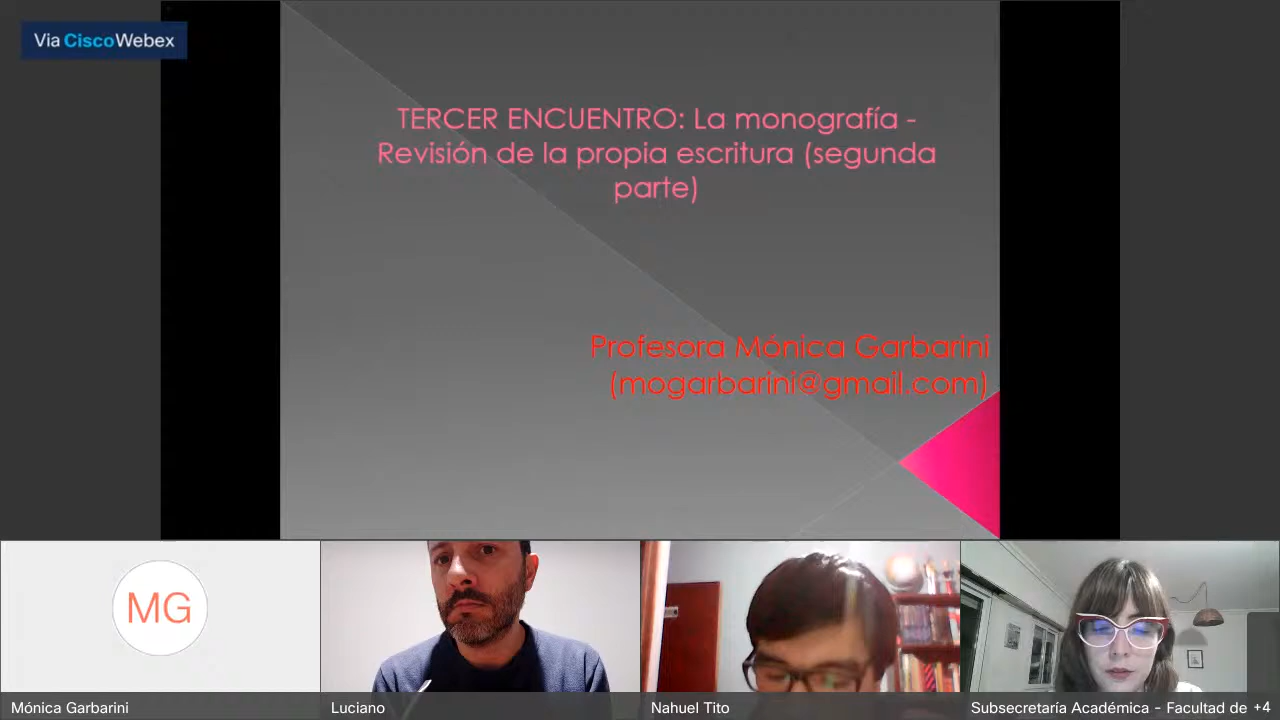 Via CiscoWebex
TERCER ENCUENTRO: La monografía -
Revisión de la propia escritura (segunda
parte)
Profesora Mónica Garbarini
(mogarbarini@gmail.com)
MG
Mónica Garbarini
Luciano
Nahuel Tito
Subsecretaría Académica - Facultad de +4